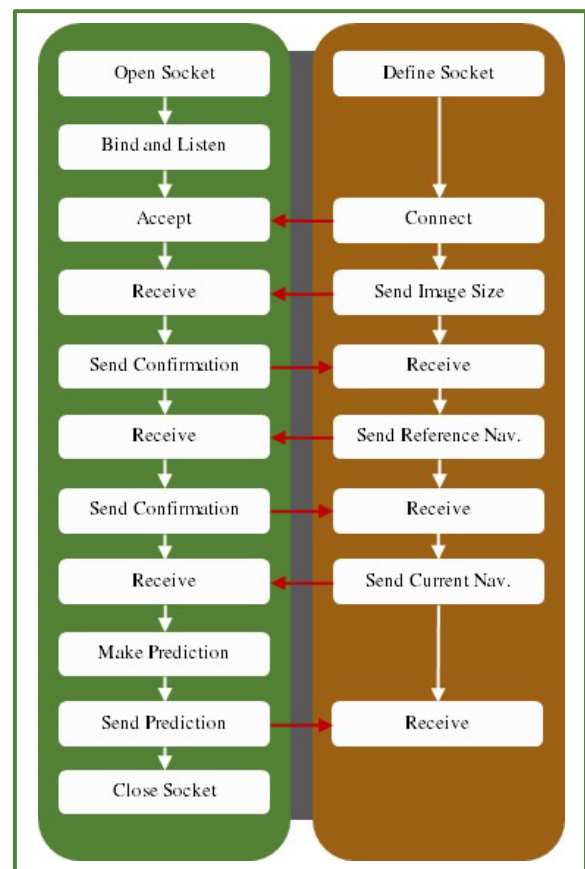 Open Socket
Bind and Listen
Accept
Receive
Send Confirmation
Receive
Send Confirmation
Receive
Make Prediction
Send Prediction
Close Socket
Define Socket
Connect
Send Image Size
Receive
Send Reference Nav.
Receive
Send Current Nav.
Receive